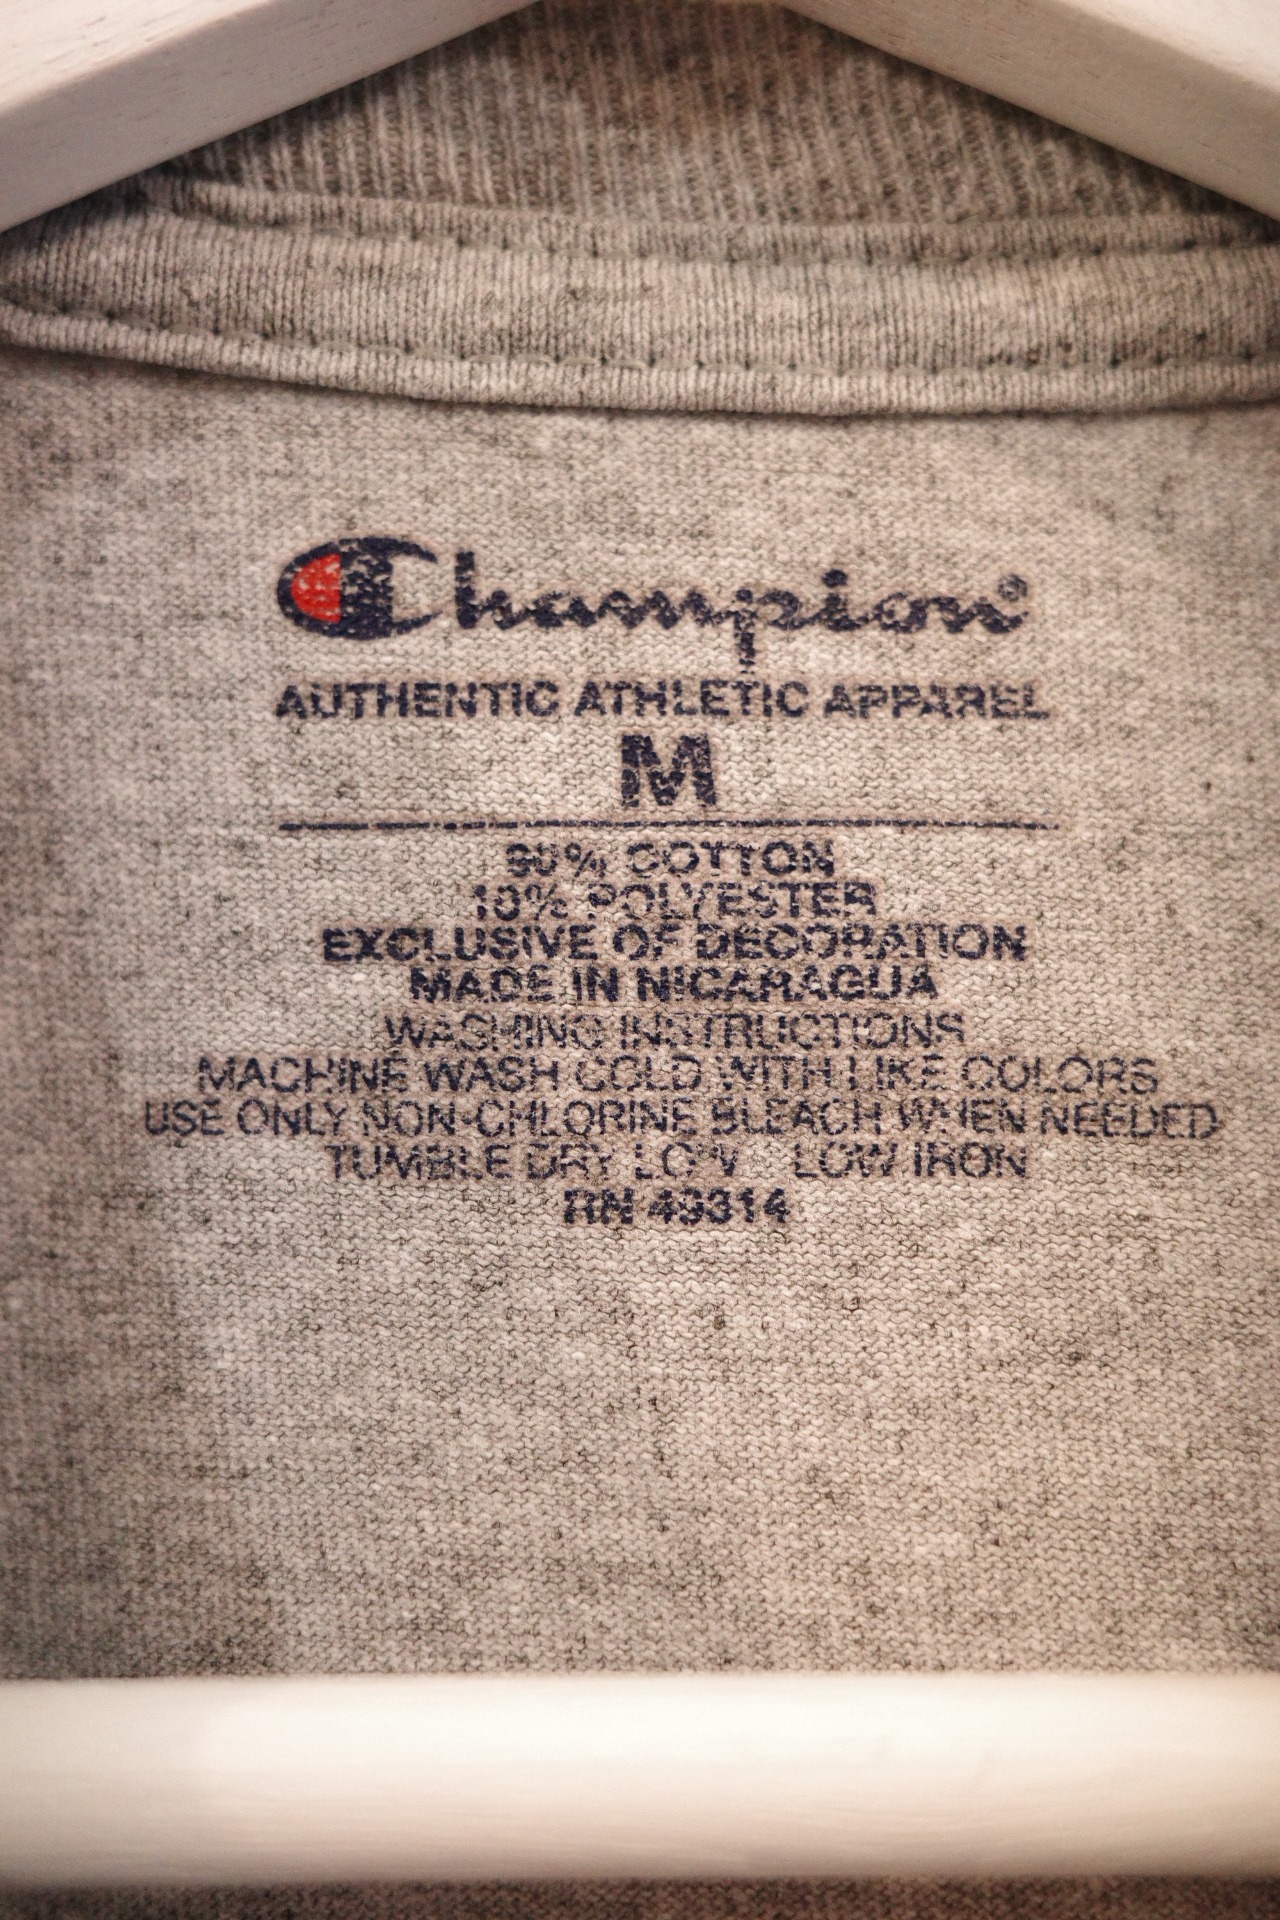 Champion®
AUTHENTIC ATHLETIC APPAREL
M
90% COTTON
10% POLYESTER
EXCLUSIVE OF DECORATION
MADE IN NICARAGUA
WASHING INSTRUCTIONS
MACHINE WASH COLD WITH LIKE COLORS
USE ONLY NON-CHLORINE BLEACH WHEN NEEDED
TUMBLE DRY LOW LOW IRON
RN 49314